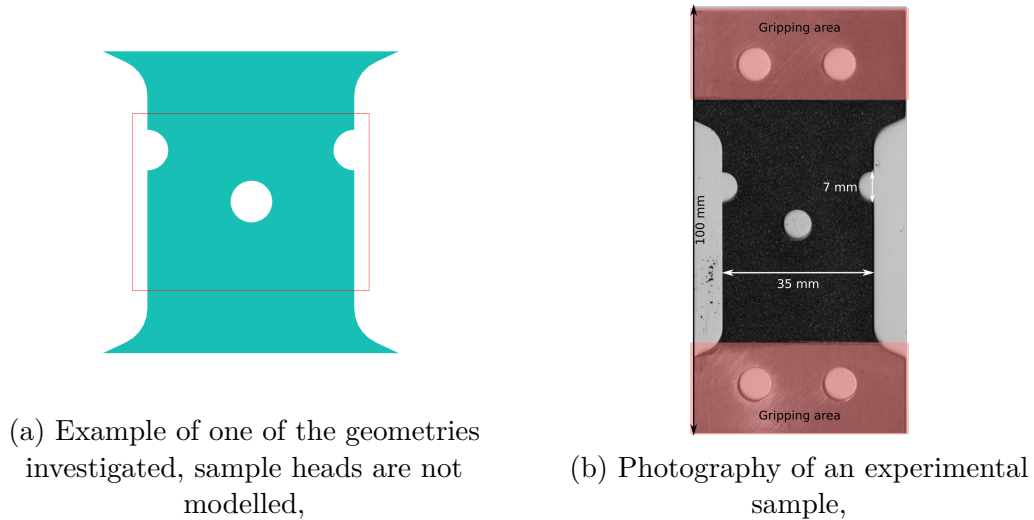 Gripping area
100 mm
7 mm
35 mm
Gripping area
(a) Example of one of the geometries
investigated, sample heads are not
modelled,
(b) Photography of an experimental
sample,